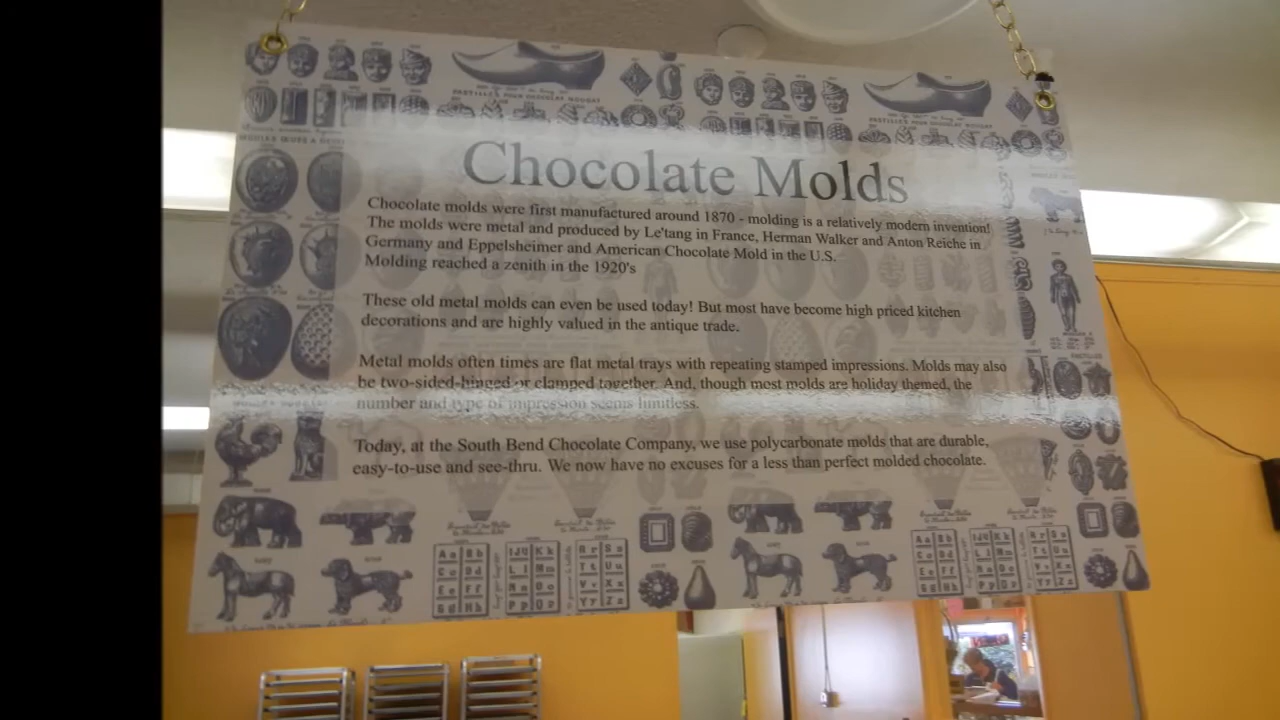 PASTILLES POUR CHOCOLAT NOUGAT
Chocolate Molds
Chocolate molds were first manufactured around 1870 - molding is a relatively modern invention!
The molds were metal and produced by Le'tang in France, Herman Walker and Anton Reiche in
Germany and Eppelsheimer and American Chocolate Mold in the U.S.
Molding reached a zenith in the 1920's
These old metal molds can even be used today! But most have become high priced kitchen
decorations and are highly valued in the antique trade.
Metal molds often times are flat metal trays with repeating stamped impressions. Molds may also
be two-sided-hinged or clamped together. And, though most molds are holiday themed, the
number and type of impression seems limitless.
Today, at the South Bend Chocolate Company, we use polycarbonate molds that are durable,
easy-to-use and see-thru. We now have no excuses for a less than perfect molded chocolate.